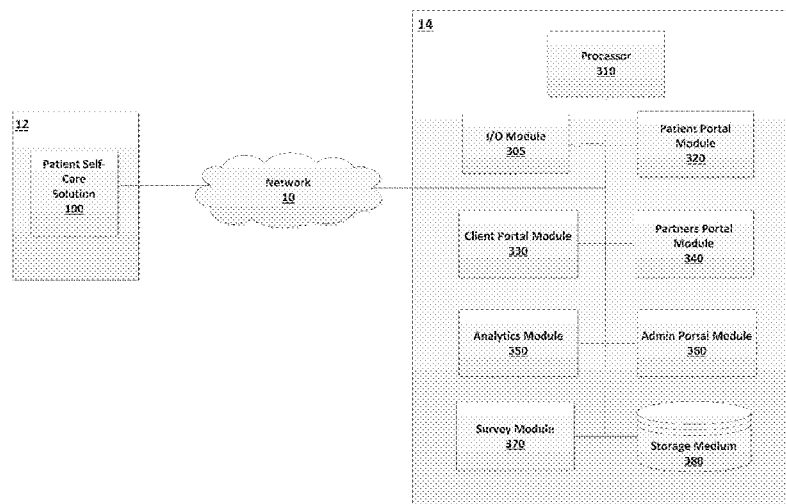 12
Patient Self-
Care
Solution
100
Network
10
14
Processor
310
I/O Module
305
Patient Portal
Module
320
Client Portal Module
330
Partners Portal
Module
340
Analytics Module
350
Admin Portal Module
360
Survey Module
370
Storage Medium
380